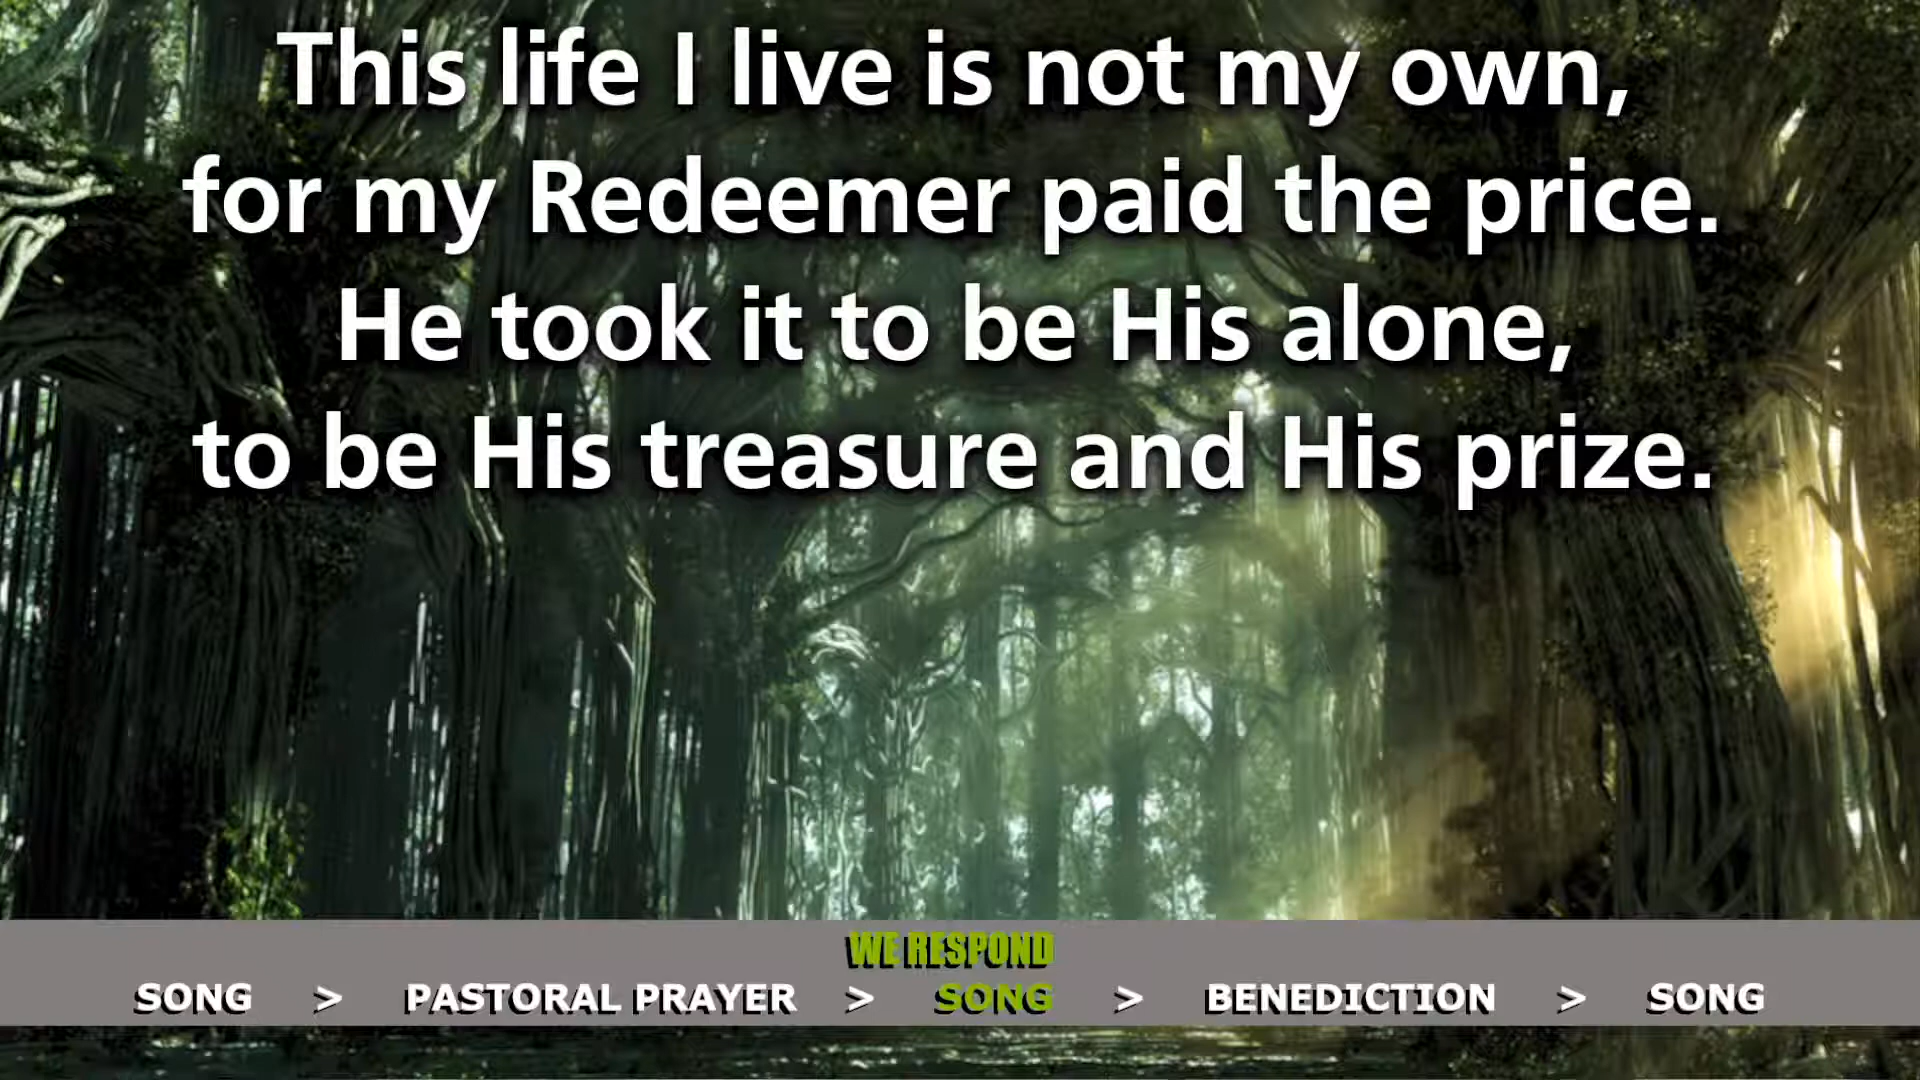 This life I live is not my own,
for my Redeemer paid the price.
He took it to be His alone,
to be His treasure and His prize.
WE RESPOND
SONG > PASTORAL PRAYER > SONG > BENEDICTION > SONG